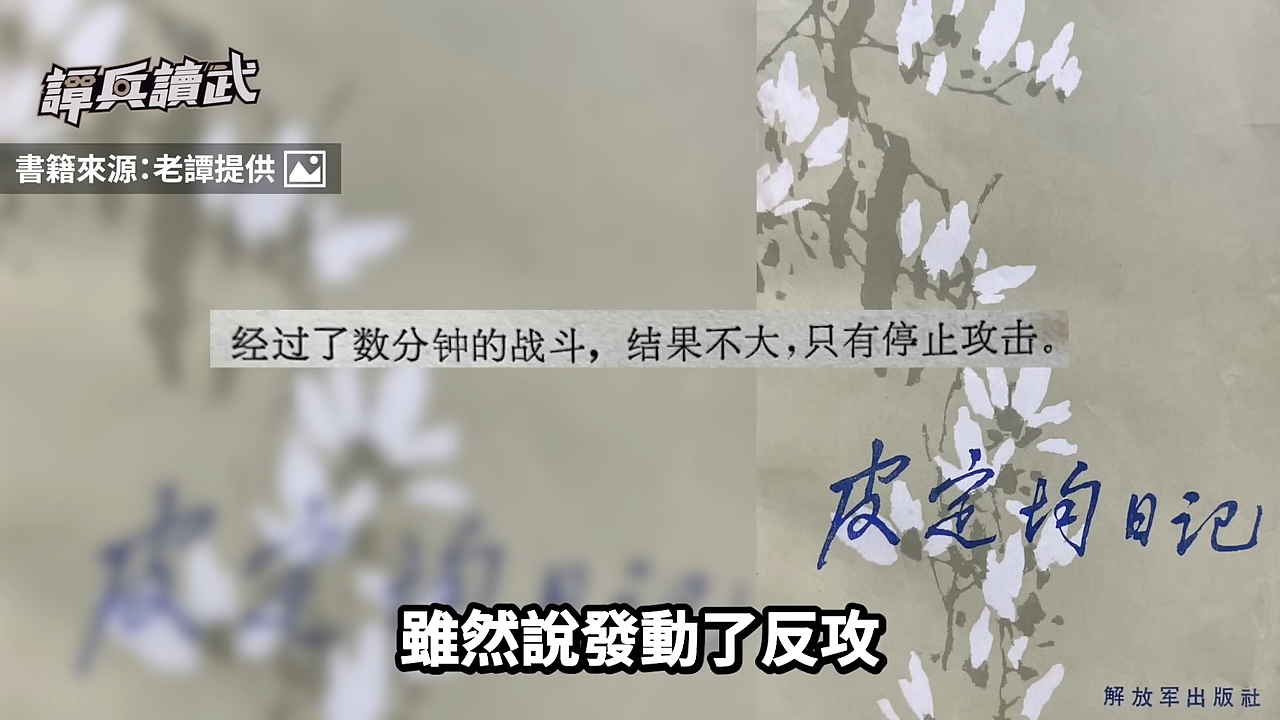 譚兵讀武
書籍來源：老譚提供
经过了数分钟的战斗，结果不大，只有停止攻击。
皮定均日记
雖然說發動了反攻
解放军出版社